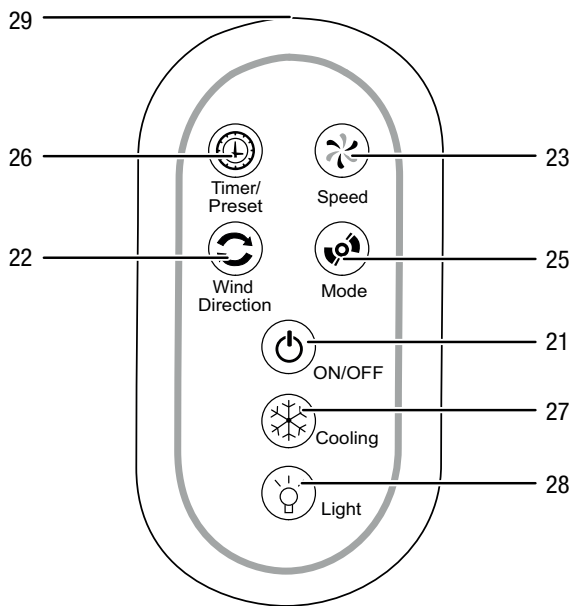 29
26
23
Timer/
Preset
Speed
22
25
Wind
Direction
Mode
21
ON/OFF
27
Cooling
28
Light